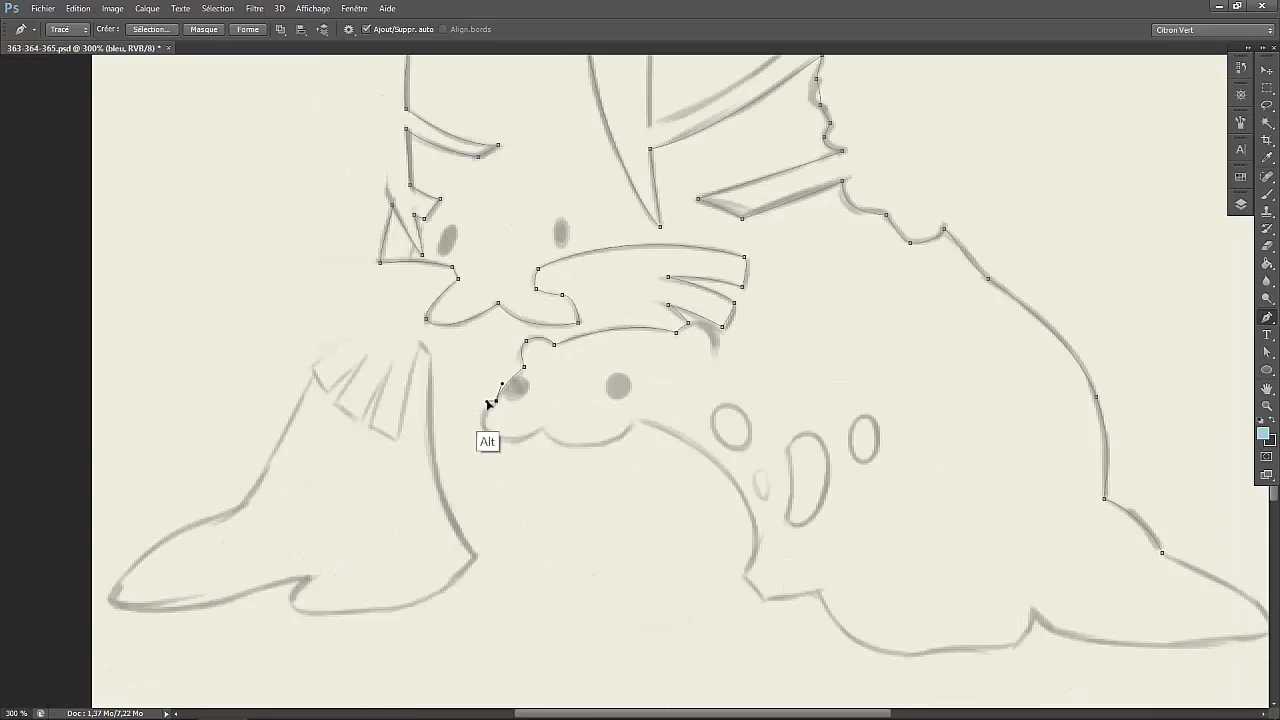 Ps Fichier Edition Image Calque Texte Sélection Filtre 3D Affichage Fenêtre Aide
Tracé Créer : Sélection... Masque Forme Ajout/Suppr. auto Align.bords Citron Vert
363-364-365.psd @ 300% (bleu, RVB/8) * ×
Alt
300 % Doc : 1,37 Mo/7,22 Mo